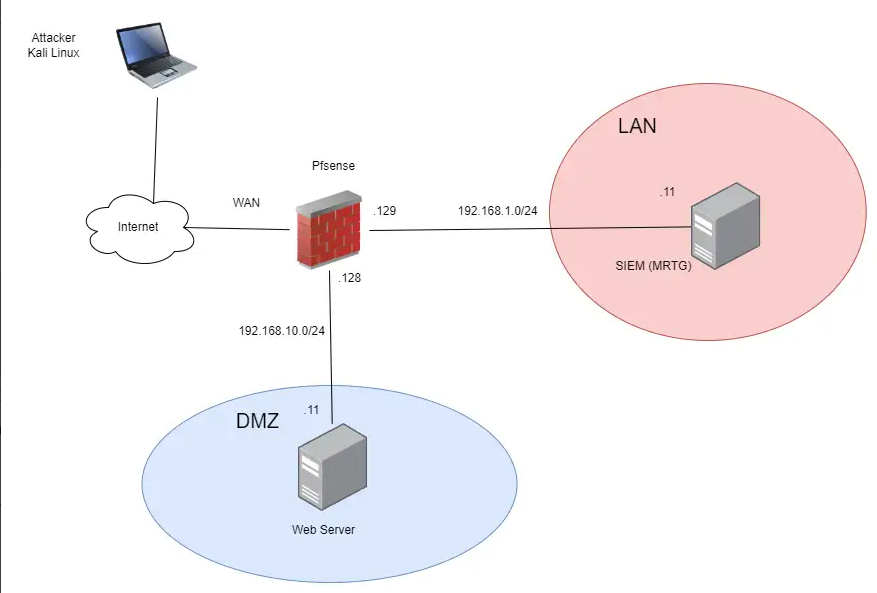 Attacker
Kali Linux
Pfsense
LAN
WAN
Internet
.129
192.168.1.0/24
.11
SIEM (MRTG)
.128
192.168.10.0/24
.11
DMZ
Web Server